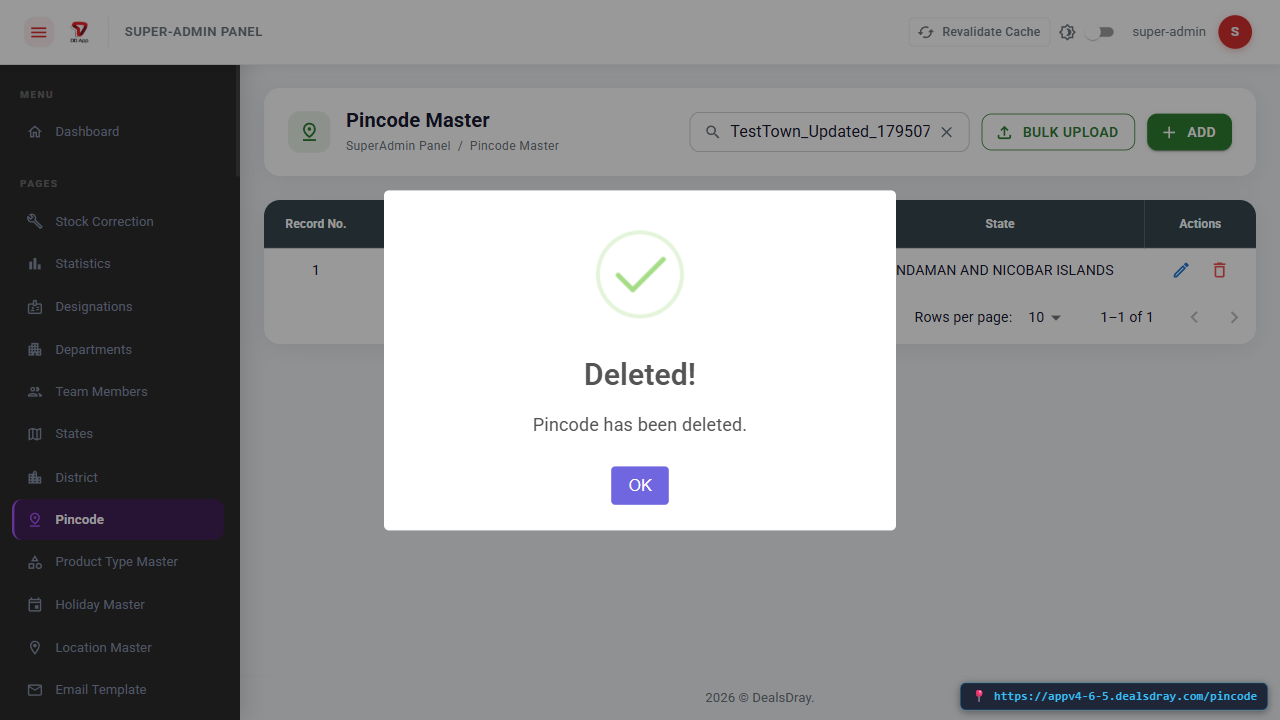 DD App
SUPER-ADMIN PANEL
Revalidate Cache
super-admin
S
MENU
Dashboard
PAGES
Stock Correction
Statistics
Designations
Departments
Team Members
States
District
Pincode
Product Type Master
Holiday Master
Location Master
Email Template
Pincode Master
SuperAdmin Panel / Pincode Master
TestTown_Updated_179507
BULK UPLOAD
ADD
Record No.
State
Actions
1
NDAMAN AND NICOBAR ISLANDS
Rows per page: 10 1–1 of 1
Deleted!
Pincode has been deleted.
OK
2026 © DealsDray.
https://appv4-6-5.dealsdray.com/pincode